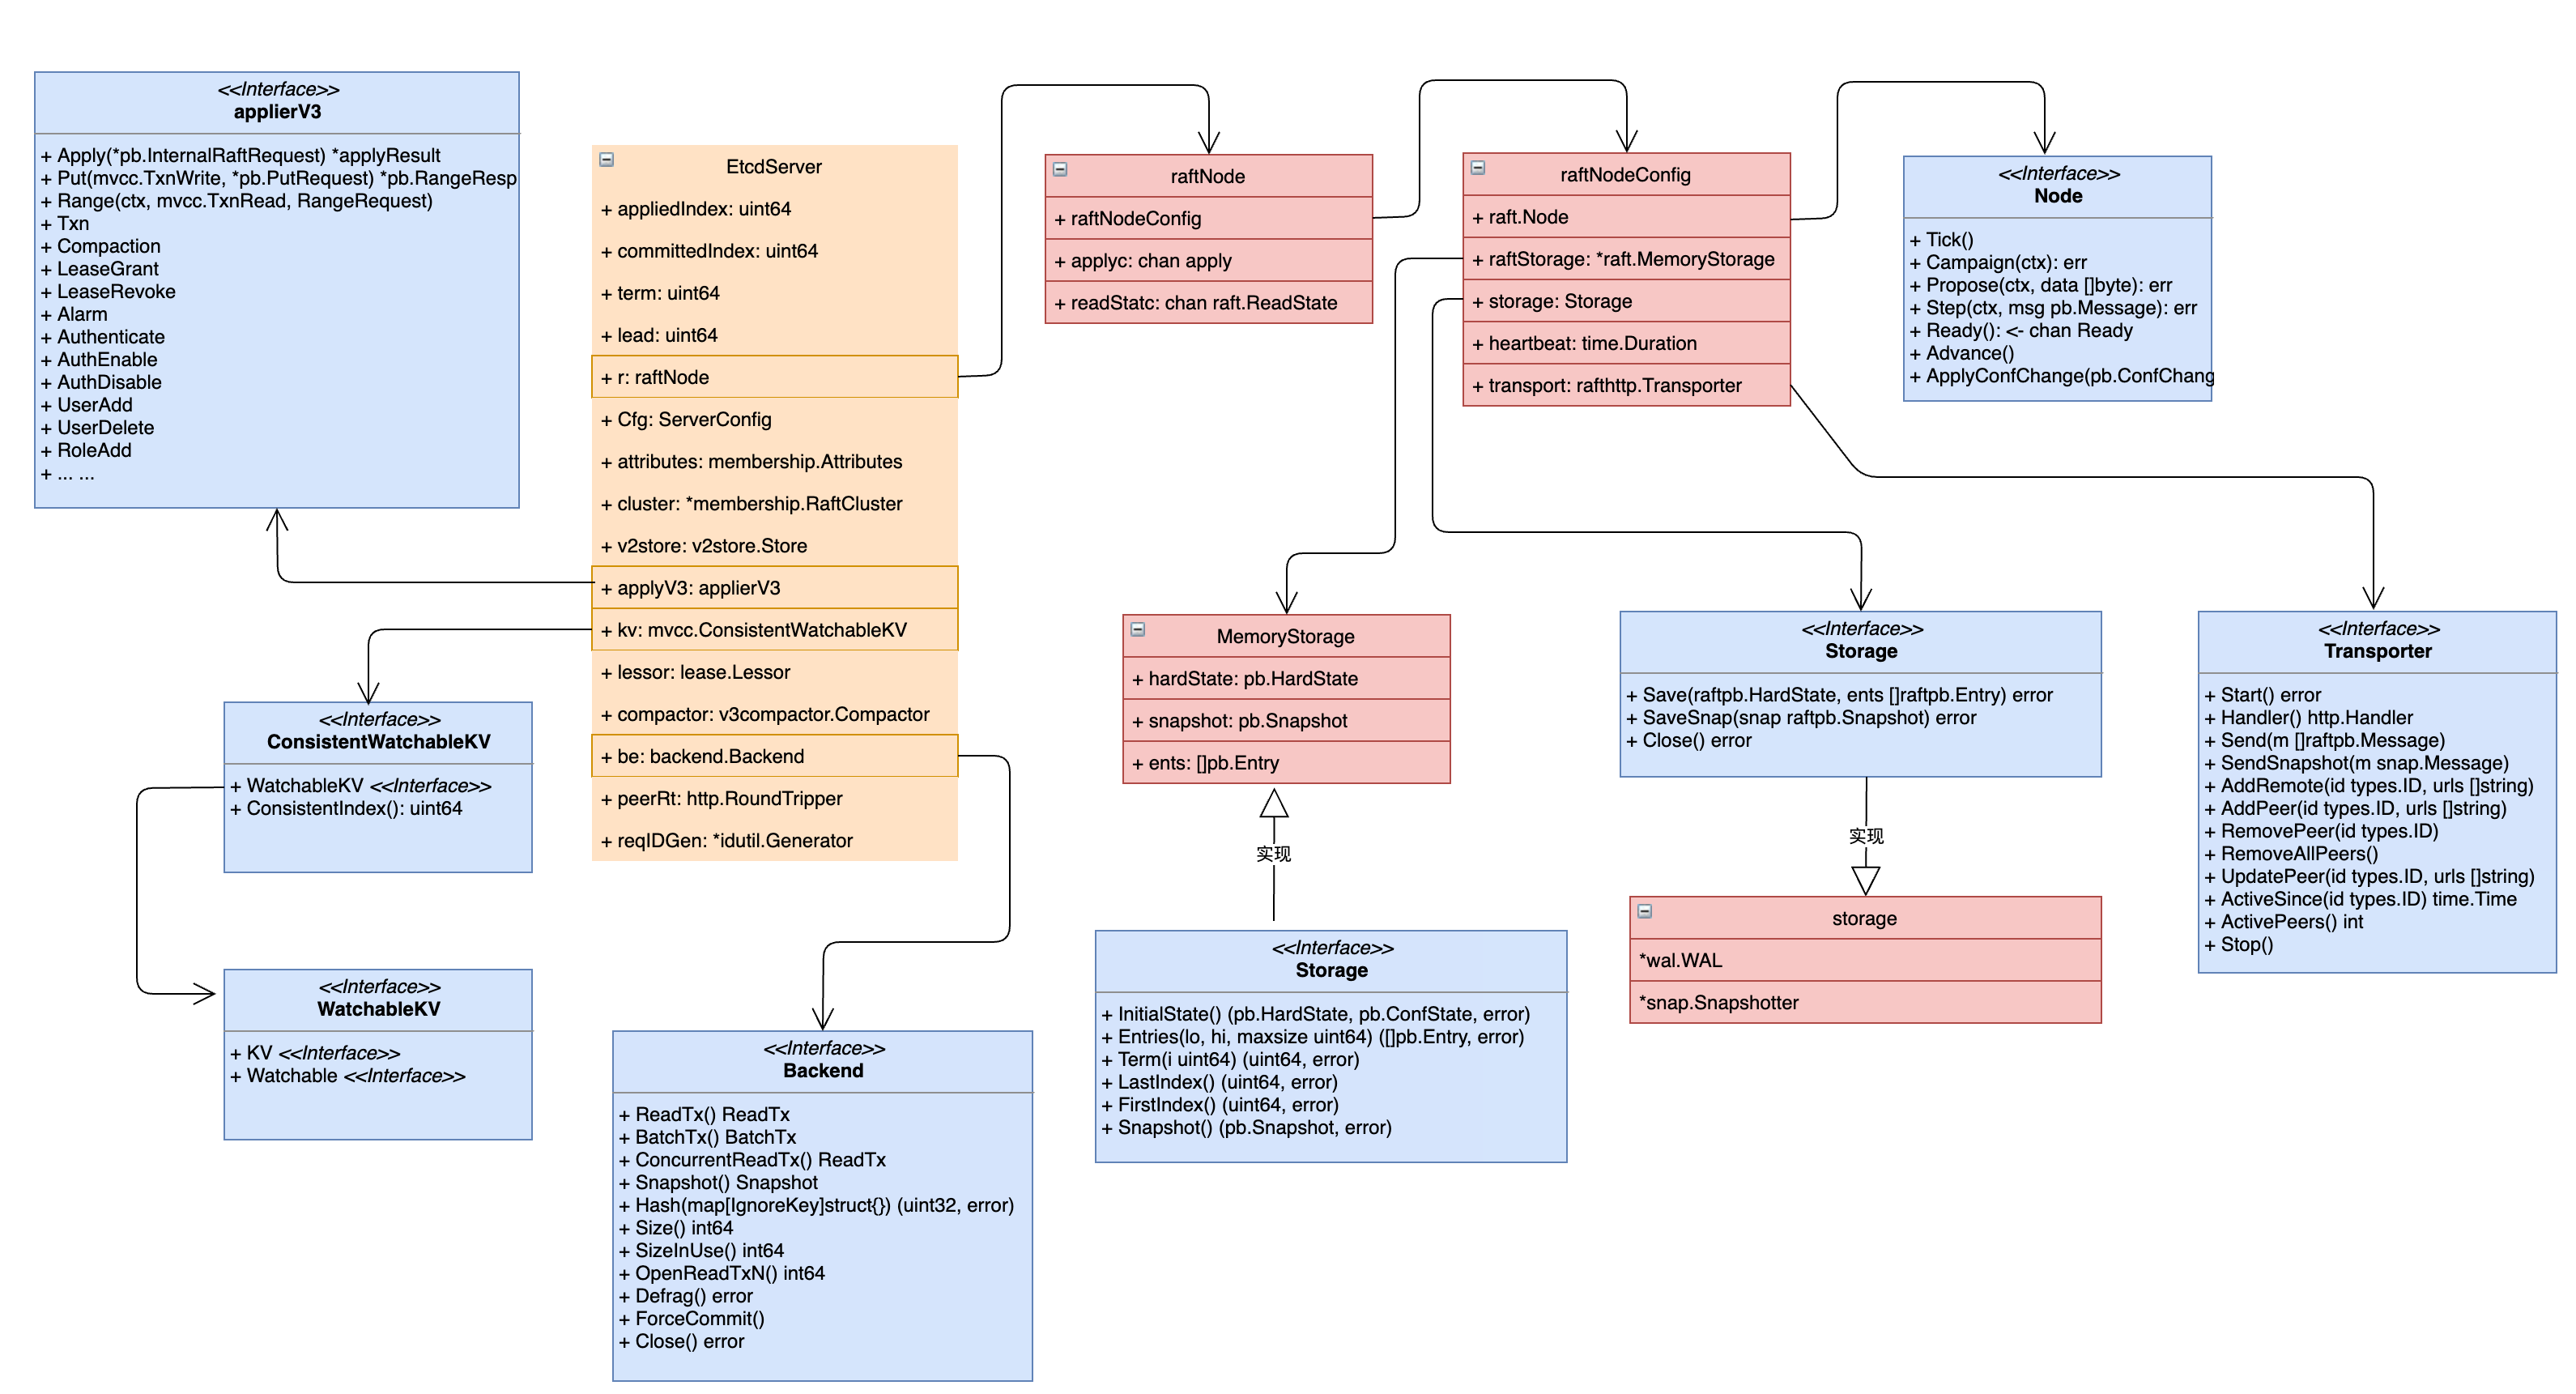 <<Interface>>
applierV3
+ Apply(*pb.InternalRaftRequest) *applyResult
+ Put(mvcc.TxnWrite, *pb.PutRequest) *pb.RangeResp
+ Range(ctx, mvcc.TxnRead, RangeRequest)
+ Txn
+ Compaction
+ LeaseGrant
+ LeaseRevoke
+ Alarm
+ Authenticate
+ AuthEnable
+ AuthDisable
+ UserAdd
+ UserDelete
+ RoleAdd
+ ... ...
EtcdServer
+ appliedIndex: uint64
+ committedIndex: uint64
+ term: uint64
+ lead: uint64
+ r: raftNode
+ Cfg: ServerConfig
+ attributes: membership.Attributes
+ cluster: *membership.RaftCluster
+ v2store: v2store.Store
+ applyV3: applierV3
+ kv: mvcc.ConsistentWatchableKV
+ lessor: lease.Lessor
+ compactor: v3compactor.Compactor
+ be: backend.Backend
+ peerRt: http.RoundTripper
+ reqIDGen: *idutil.Generator
raftNode
+ raftNodeConfig
+ applyc: chan apply
+ readStatc: chan raft.ReadState
raftNodeConfig
+ raft.Node
+ raftStorage: *raft.MemoryStorage
+ storage: Storage
+ heartbeat: time.Duration
+ transport: rafthttp.Transporter
<<Interface>>
Node
+ Tick()
+ Campaign(ctx): err
+ Propose(ctx, data []byte): err
+ Step(ctx, msg pb.Message): err
+ Ready(): <- chan Ready
+ Advance()
+ ApplyConfChange(pb.ConfChang
<<Interface>>
ConsistentWatchableKV
+ WatchableKV <<Interface>>
+ ConsistentIndex(): uint64
<<Interface>>
WatchableKV
+ KV <<Interface>>
+ Watchable <<Interface>>
<<Interface>>
Backend
+ ReadTx() ReadTx
+ BatchTx() BatchTx
+ ConcurrentReadTx() ReadTx
+ Snapshot() Snapshot
+ Hash(map[IgnoreKey]struct{}) (uint32, error)
+ Size() int64
+ SizeInUse() int64
+ OpenReadTxN() int64
+ Defrag() error
+ ForceCommit()
+ Close() error
MemoryStorage
+ hardState: pb.HardState
+ snapshot: pb.Snapshot
+ ents: []pb.Entry
实现
<<Interface>>
Storage
+ InitialState() (pb.HardState, pb.ConfState, error)
+ Entries(lo, hi, maxsize uint64) ([]pb.Entry, error)
+ Term(i uint64) (uint64, error)
+ LastIndex() (uint64, error)
+ FirstIndex() (uint64, error)
+ Snapshot() (pb.Snapshot, error)
<<Interface>>
Storage
+ Save(raftpb.HardState, ents []raftpb.Entry) error
+ SaveSnap(snap raftpb.Snapshot) error
+ Close() error
实现
storage
*wal.WAL
*snap.Snapshotter
<<Interface>>
Transporter
+ Start() error
+ Handler() http.Handler
+ Send(m []raftpb.Message)
+ SendSnapshot(m snap.Message)
+ AddRemote(id types.ID, urls []string)
+ AddPeer(id types.ID, urls []string)
+ RemovePeer(id types.ID)
+ RemoveAllPeers()
+ UpdatePeer(id types.ID, urls []string)
+ ActiveSince(id types.ID) time.Time
+ ActivePeers() int
+ Stop()